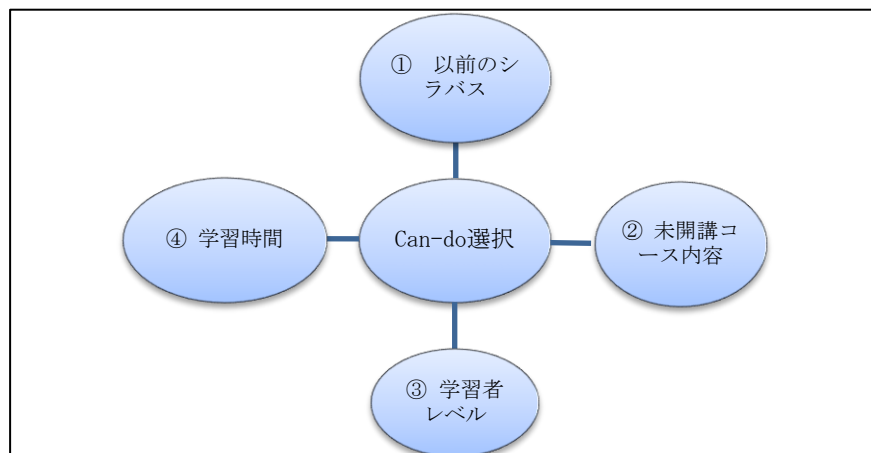 ①　以前のシ
ラバス
④ 学習時間
Can-do選択
② 未開講コ
ース内容
③ 学習者
レベル